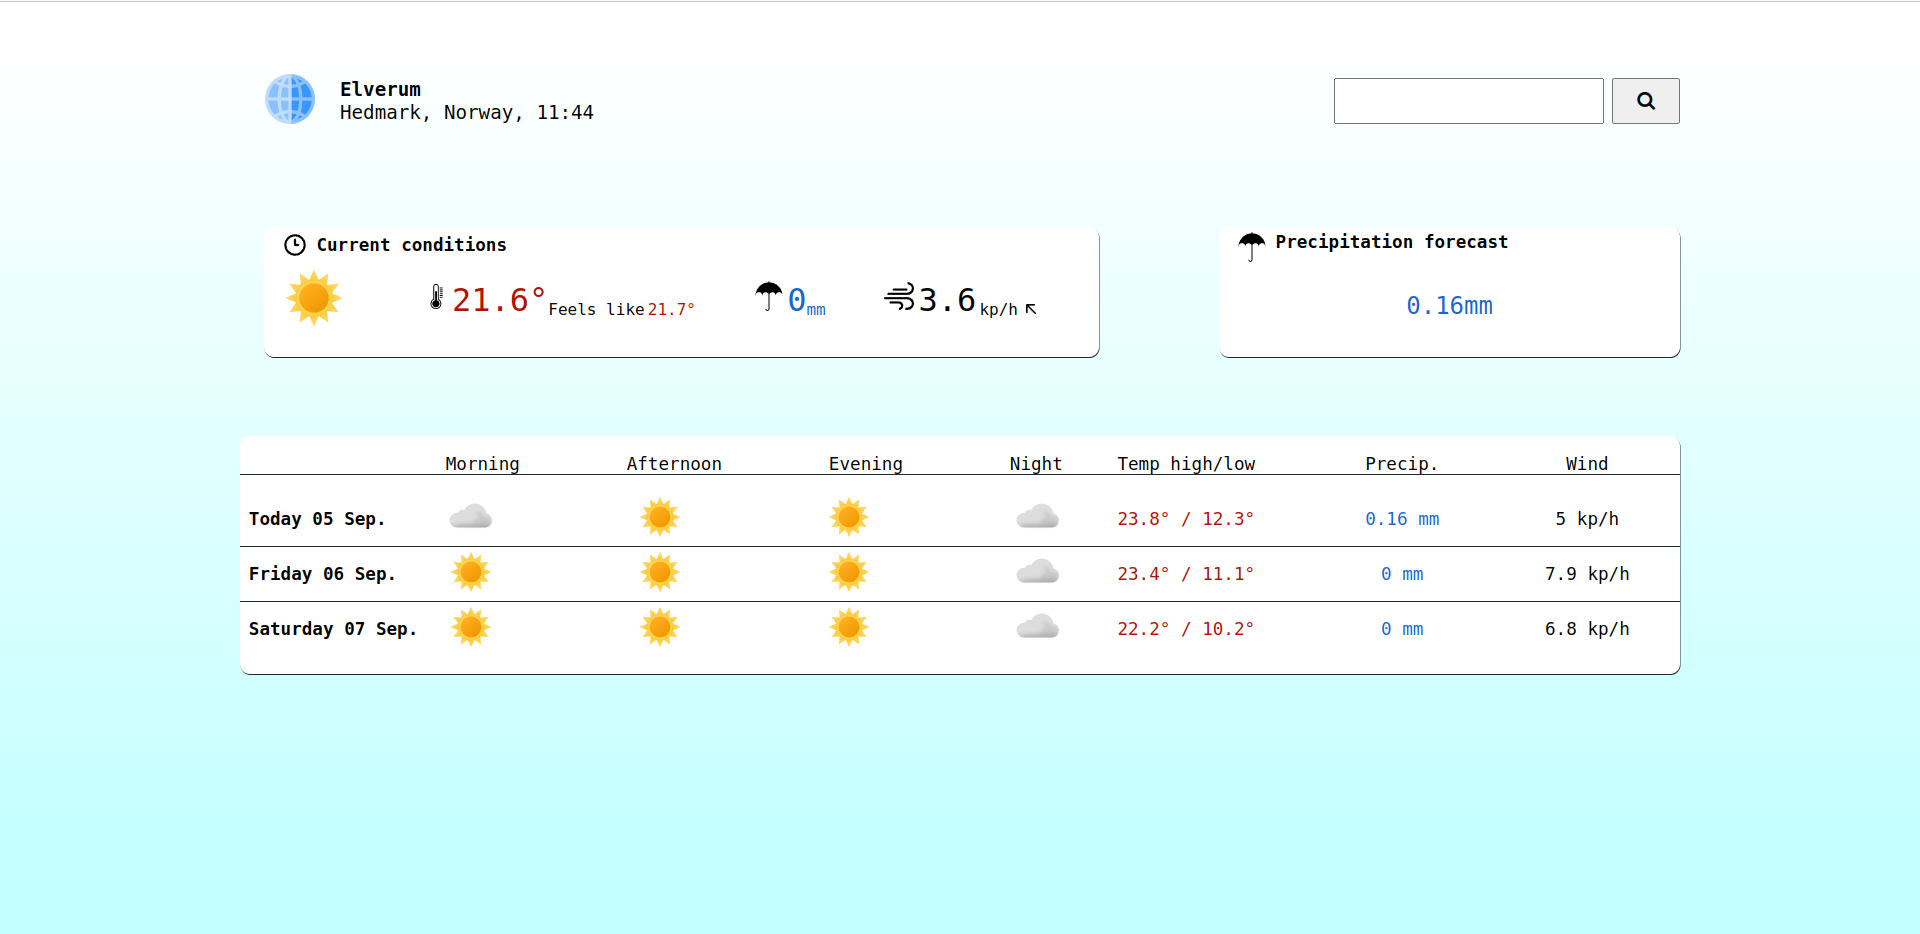 Elverum
Hedmark, Norway, 11:44
Current conditions
21.6° Feels like 21.7° 0mm 3.6 kp/h
Precipitation forecast
0.16mm
Morning Afternoon Evening Night Temp high/low Precip. Wind
Today 05 Sep. 23.8° / 12.3° 0.16 mm 5 kp/h
Friday 06 Sep. 23.4° / 11.1° 0 mm 7.9 kp/h
Saturday 07 Sep. 22.2° / 10.2° 0 mm 6.8 kp/h